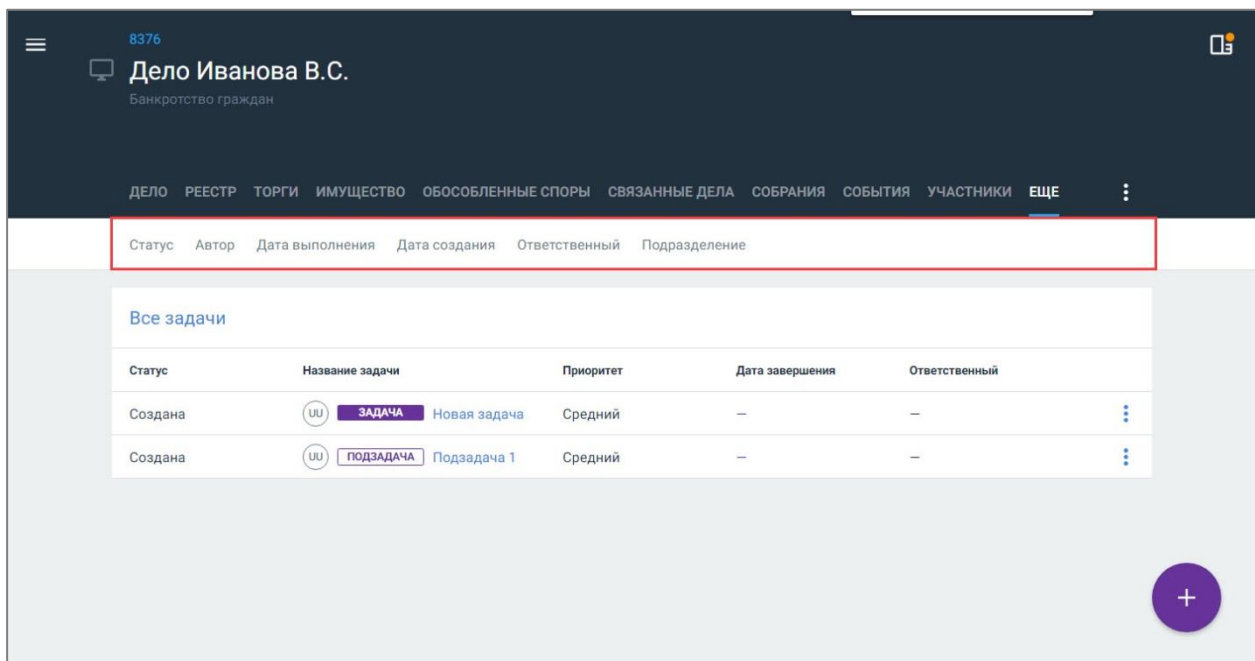 8376
Дело Иванова В.С.
Банкротство граждан
ДЕЛО РЕЕСТР ТОРГИ ИМУЩЕСТВО ОБОСОБЛЕННЫЕ СПОРЫ СВЯЗАННЫЕ ДЕЛА СОБРАНИЯ СОБЫТИЯ УЧАСТНИКИ ЕЩЕ
Статус Автор Дата выполнения Дата создания Ответственный Подразделение
Все задачи
Статус Название задачи Приоритет Дата завершения Ответственный
Создана UU ЗАДАЧА Новая задача Средний — —
Создана UU ПОДЗАДАЧА Подзадача 1 Средний — —